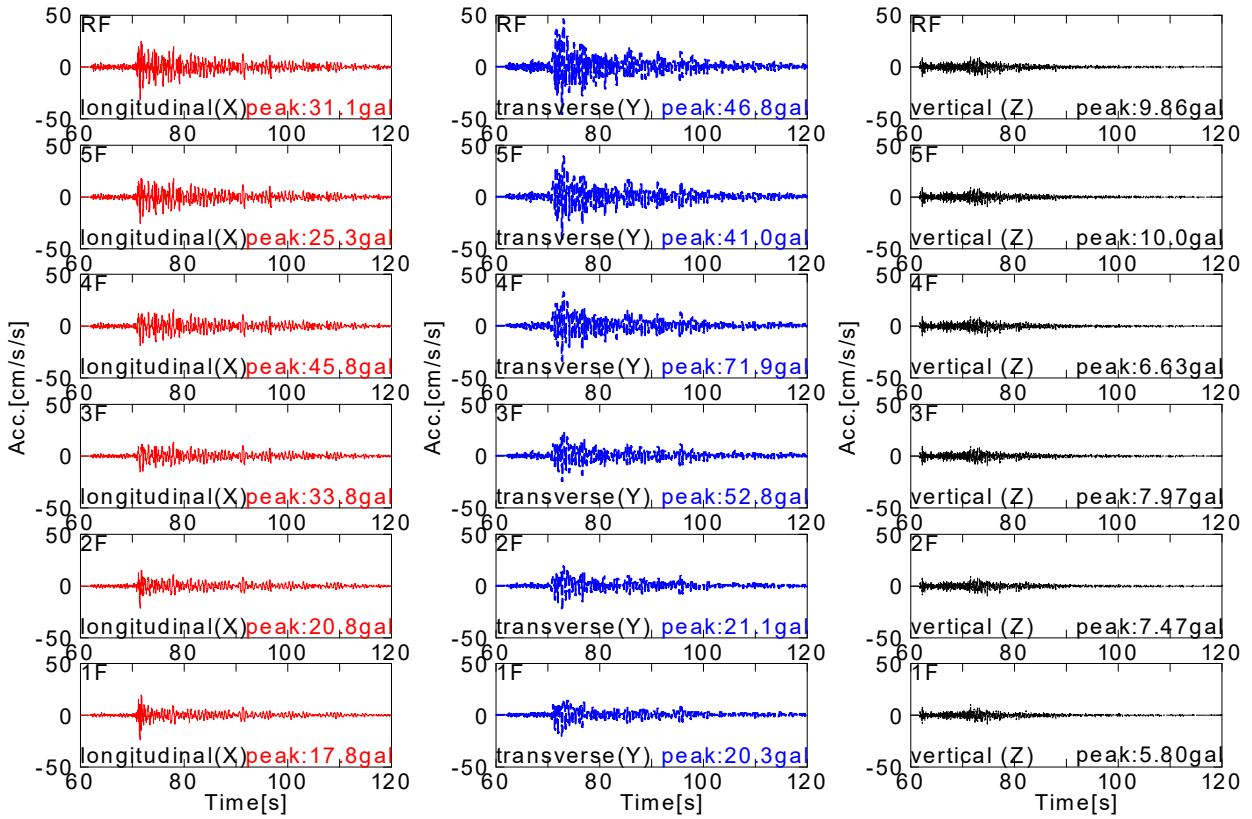 50 RF 50 RF 50 RF
0 0 0
longitudinal(X) peak:31.1gal transverse(Y) peak:46.8gal vertical (Z) peak:9.86gal
-50 -50 -50
60 80 100 120 60 80 100 120 60 80 100 120
50 5F 50 5F 50 5F
0 0 0
longitudinal(X) peak:25.3gal transverse(Y) peak:41.0gal vertical (Z) peak:10.0gal
-50 -50 -50
60 80 100 120 60 80 100 120 60 80 100 120
50 4F 50 4F 50 4F
0 0 0
longitudinal(X) peak:45.8gal transverse(Y) peak:71.9gal vertical (Z) peak:6.63gal
-50 -50 -50
60 80 100 120 60 80 100 120 60 80 100 120
Acc.[cm/s/s] Acc.[cm/s/s] Acc.[cm/s/s]
50 3F 50 3F 50 3F
0 0 0
longitudinal(X) peak:33.8gal transverse(Y) peak:52.8gal vertical (Z) peak:7.97gal
-50 -50 -50
60 80 100 120 60 80 100 120 60 80 100 120
50 2F 50 2F 50 2F
0 0 0
longitudinal(X) peak:20.8gal transverse(Y) peak:21.1gal vertical (Z) peak:7.47gal
-50 -50 -50
60 80 100 120 60 80 100 120 60 80 100 120
50 1F 50 1F 50 1F
0 0 0
longitudinal(X) peak:17.8gal transverse(Y) peak:20.3gal vertical (Z) peak:5.80gal
-50 -50 -50
60 80 100 120 60 80 100 120 60 80 100 120
Time[s] Time[s] Time[s]